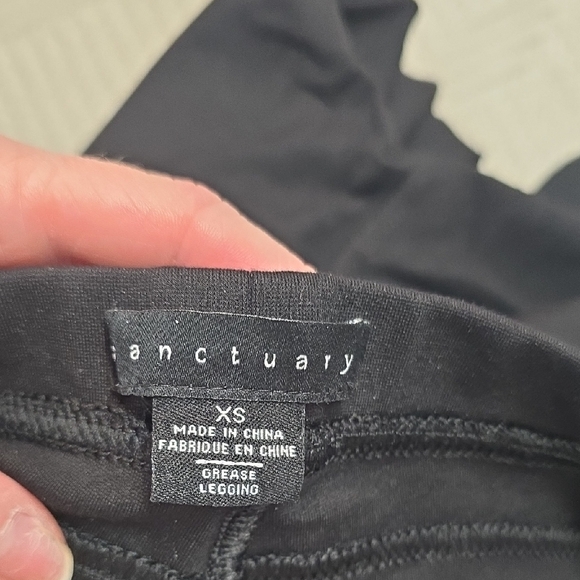 sanctuary
XS
MADE IN CHINA
FABRIQUE EN CHINE
GREASE
LEGGING